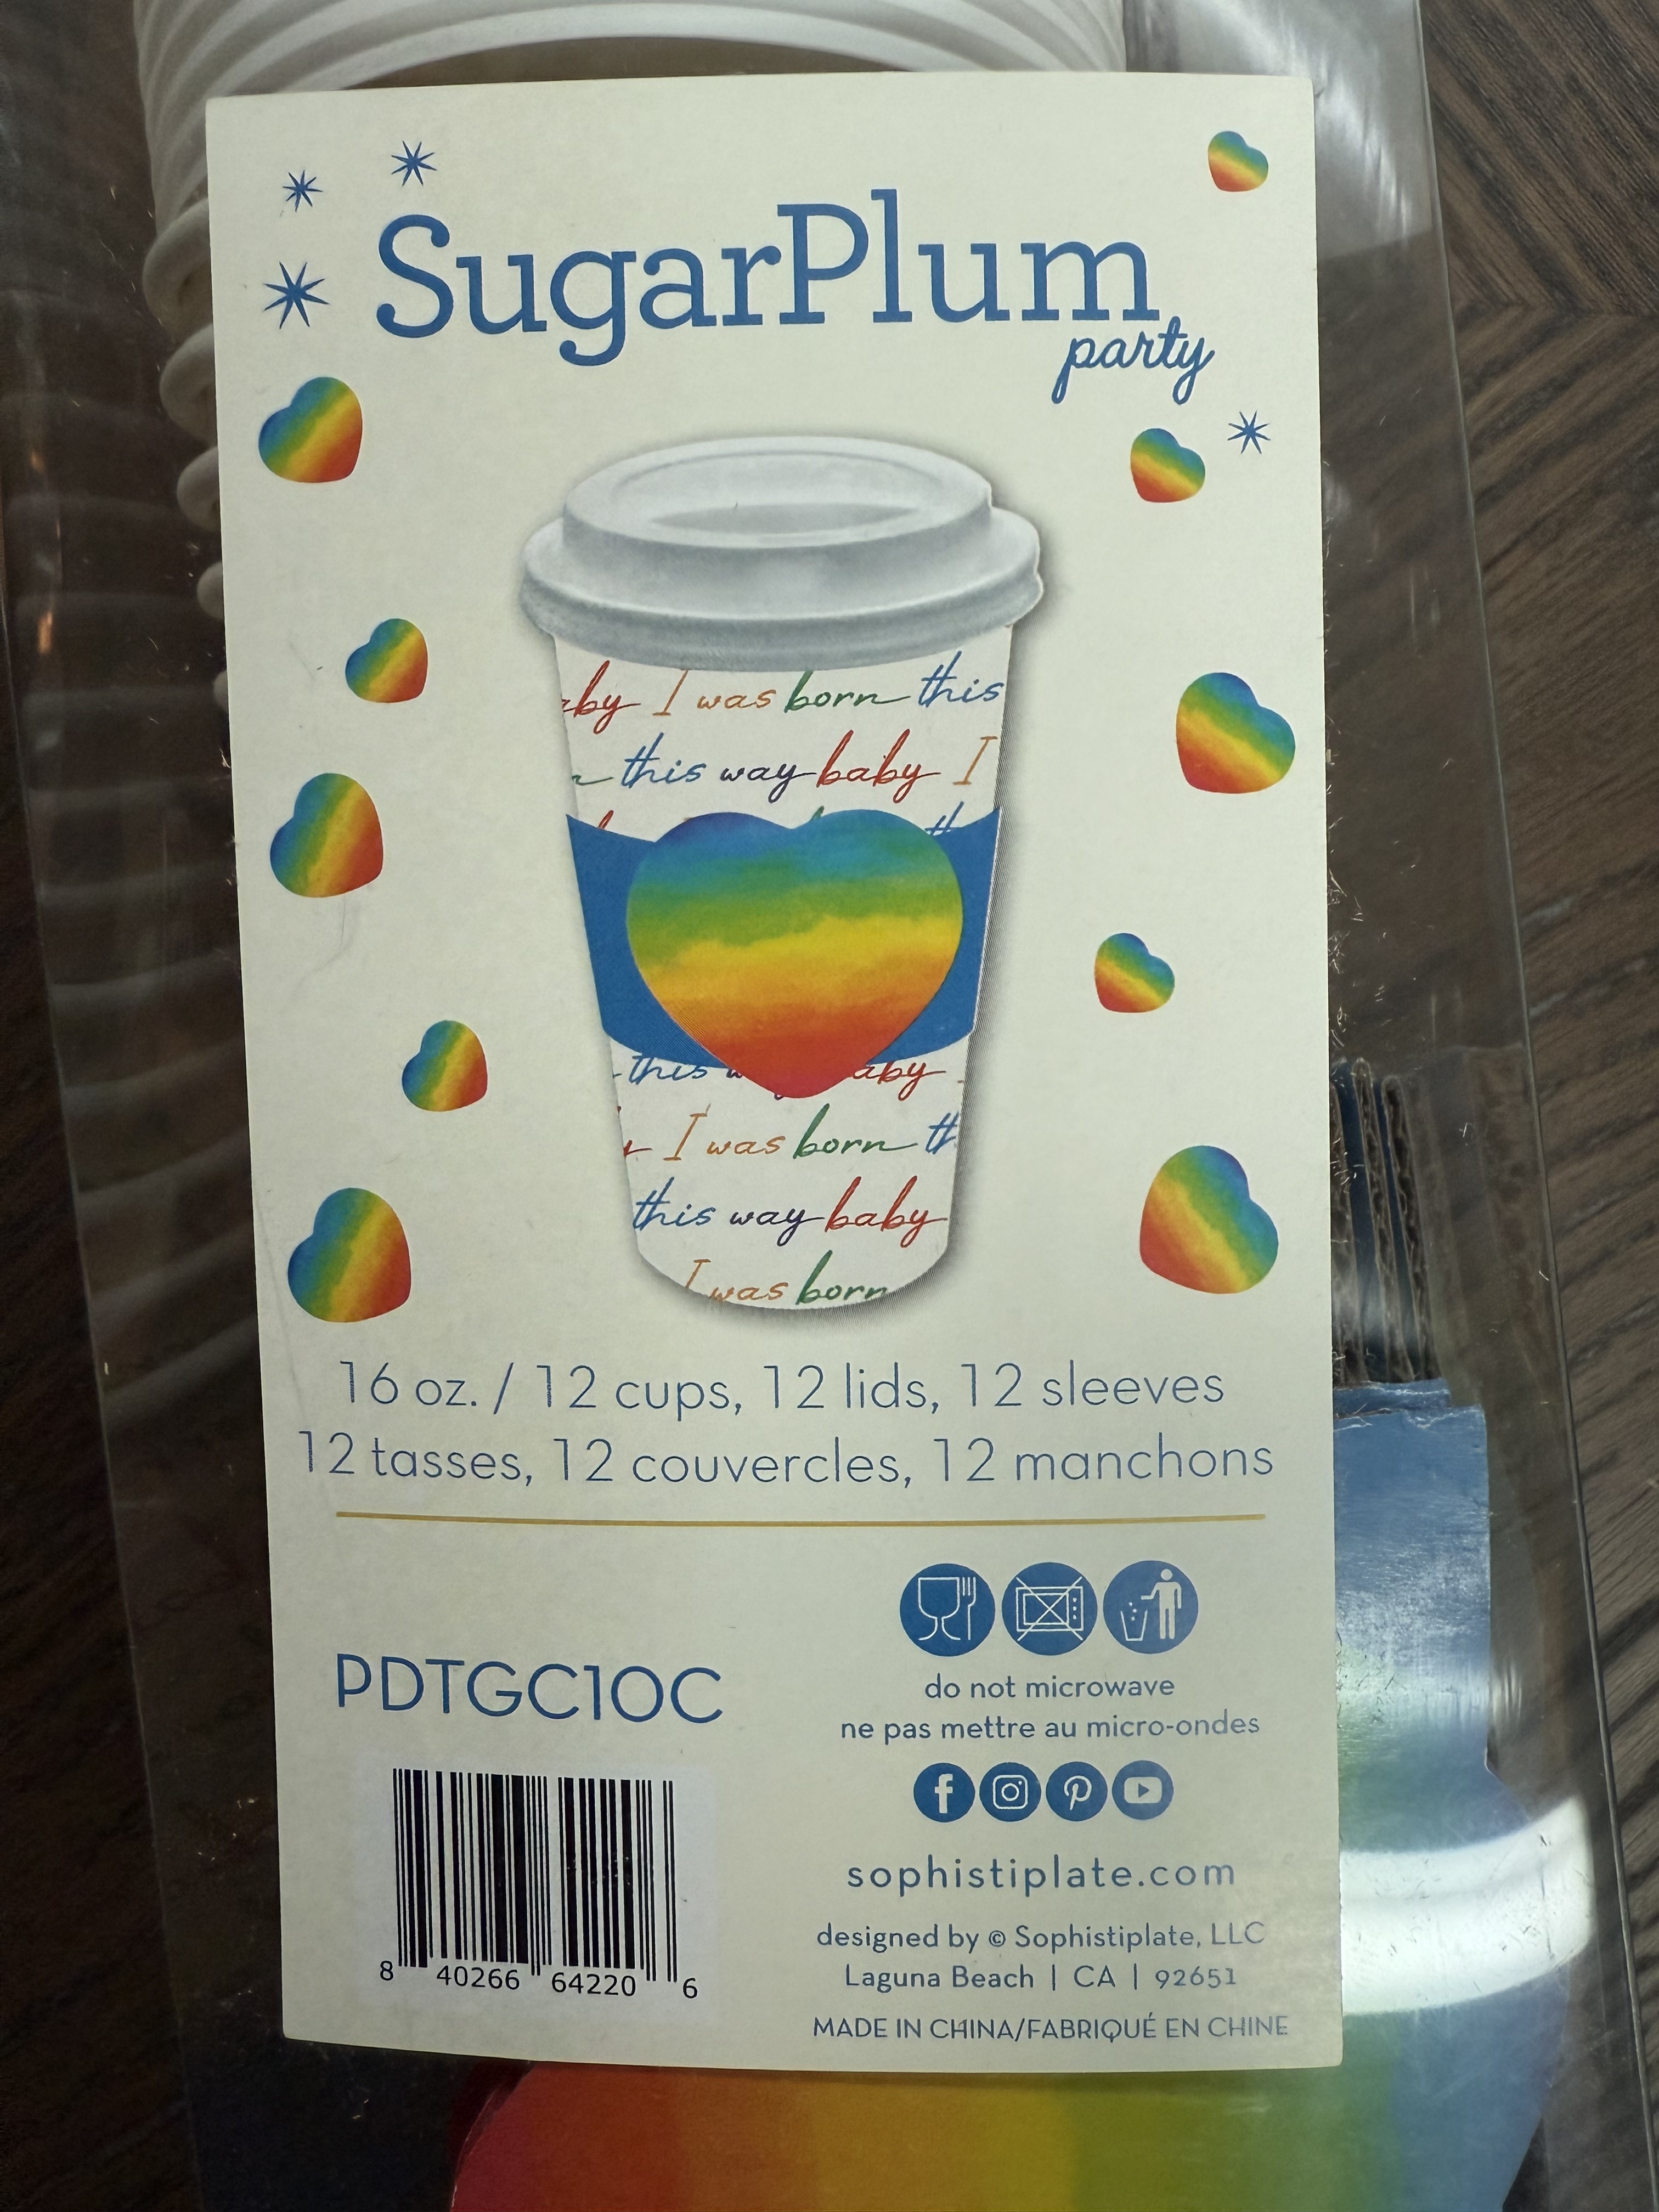 SugarPlum
party
aby I was born this
this way baby I
this aby
I was born th
this way baby
I was born
16 oz. / 12 cups, 12 lids, 12 sleeves
12 tasses, 12 couvercles, 12 manchons
PDTGC10C
do not microwave
ne pas mettre au micro-ondes
sophistiplate.com
designed by © Sophistiplate, LLC
Laguna Beach | CA | 92651
MADE IN CHINA/FABRIQUÉ EN CHINE
8 40266 64220 6